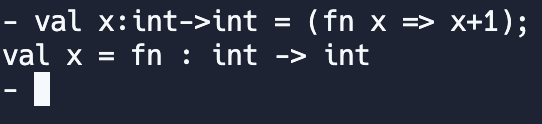 - val x:int->int = (fn x => x+1);
val x = fn : int -> int
-